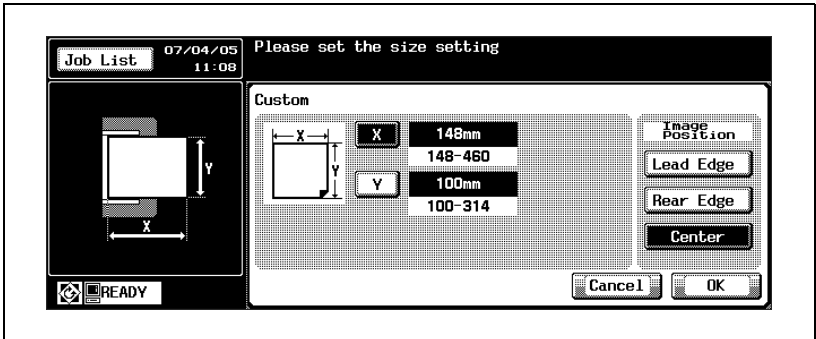 Job List
07/04/05
11:08
Please set the size setting
Y
X
READY
Custom
X
Y
X
148mm
148-460
Y
100mm
100-314
Image
Position
Lead Edge
Rear Edge
Center
Cancel
OK